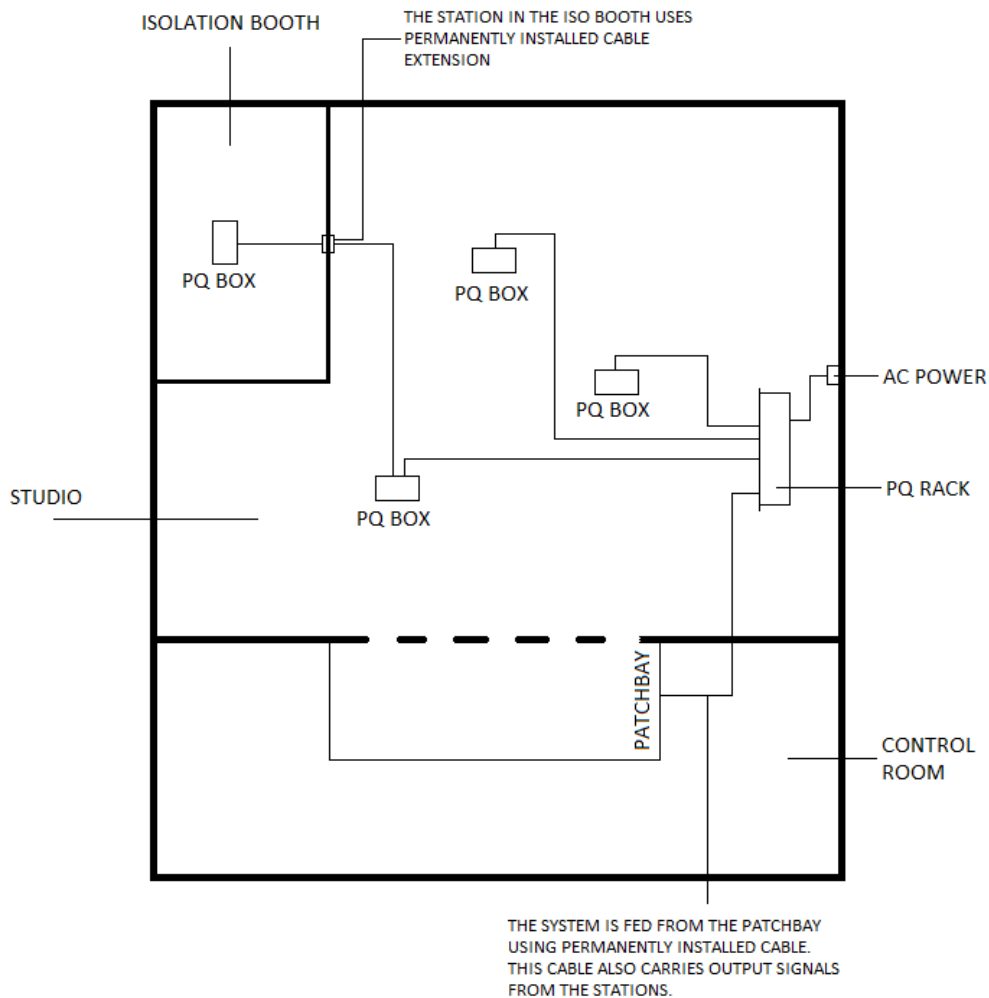 ISOLATION BOOTH
THE STATION IN THE ISO BOOTH USES
PERMANENTLY INSTALLED CABLE
EXTENSION
PQ BOX
PQ BOX
AC POWER
PQ BOX
PQ RACK
STUDIO
PQ BOX
PATCHBAY
CONTROL
ROOM
THE SYSTEM IS FED FROM THE PATCHBAY
USING PERMANENTLY INSTALLED CABLE.
THIS CABLE ALSO CARRIES OUTPUT SIGNALS
FROM THE STATIONS.